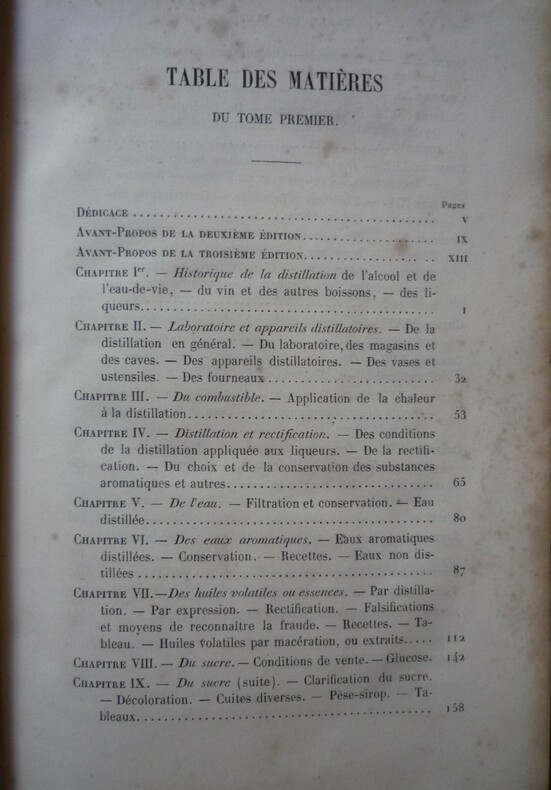 TABLE DES MATIÈRES
DU TOME PREMIER.
Pages
DÉDICACE ........ V
AVANT-PROPOS DE LA DEUXIÈME ÉDITION........ IX
AVANT-PROPOS DE LA TROISIÈME ÉDITION........ XIII
CHAPITRE Ier. — Historique de la distillation de l'alcool et de
l'eau-de-vie, — du vin et des autres boissons, — des li-
queurs........ 1
CHAPITRE II. — Laboratoire et appareils distillatoires. — De la
distillation en général. — Du laboratoire, des magasins et
des caves. — Des appareils distillatoires. — Des vases et
ustensiles. — Des fourneaux ........ 32
CHAPITRE III. — Du combustible. — Application de la chaleur
à la distillation........ 53
CHAPITRE IV. — Distillation et rectification. — Des conditions
de la distillation appliquée aux liqueurs. — De la rectifi-
cation. — Du choix et de la conservation des substances
aromatiques et autres........ 65
CHAPITRE V. — De l'eau. — Filtration et conservation. — Eau
distillée........ 80
CHAPITRE VI. — Des eaux aromatiques. — Eaux aromatiques
distillées. — Conservation. — Recettes. — Eaux non dis-
tillées ........ 87
CHAPITRE VII. — Des huiles volatiles ou essences. — Par distilla-
tion. — Par expression. — Rectification. — Falsifications
et moyens de reconnaître la fraude. — Recettes. — Ta-
bleau. — Huiles volatiles par macération, ou extraits..... 112
CHAPITRE VIII. — Du sucre. — Conditions de vente. — Glucose. 142
CHAPITRE IX. — Du sucre (suite). — Clarification du sucre.
— Décoloration. — Cuites diverses. — Pèse-sirop. — Ta-
bleaux........ 158